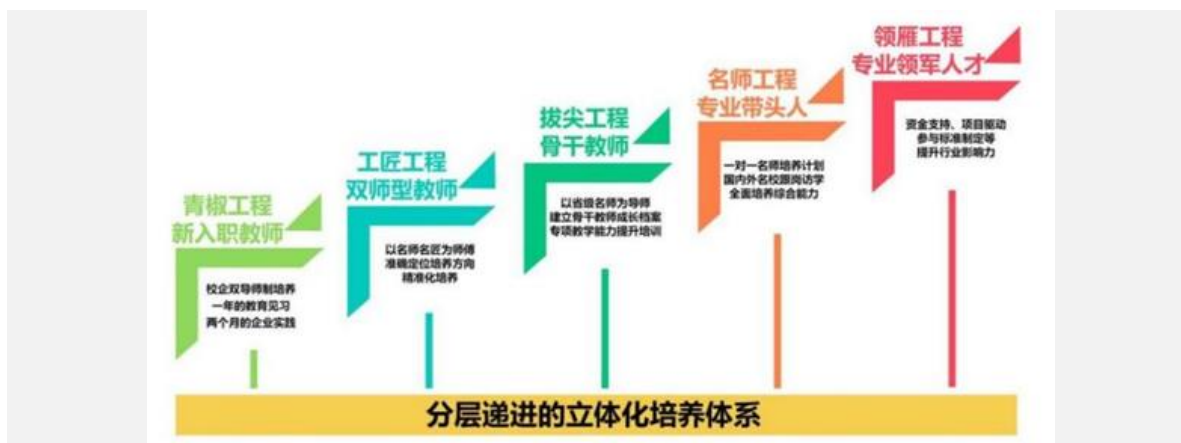 青椒工程
新入职教师
校企双导师制培养
一年的教育见习
两个月的企业实践
工匠工程
双师型教师
以名师名匠为师傅
准确定位培养方向
精准化培养
拔尖工程
骨干教师
以省级名师为导师
建立骨干教师成长档案
专项教学能力提升培训
名师工程
专业带头人
一对一名师培养计划
国内外名校跟岗访学
全面培养综合能力
领雁工程
专业领军人才
资金支持、项目驱动
参与标准制定等
提升行业影响力
分层递进的立体化培养体系